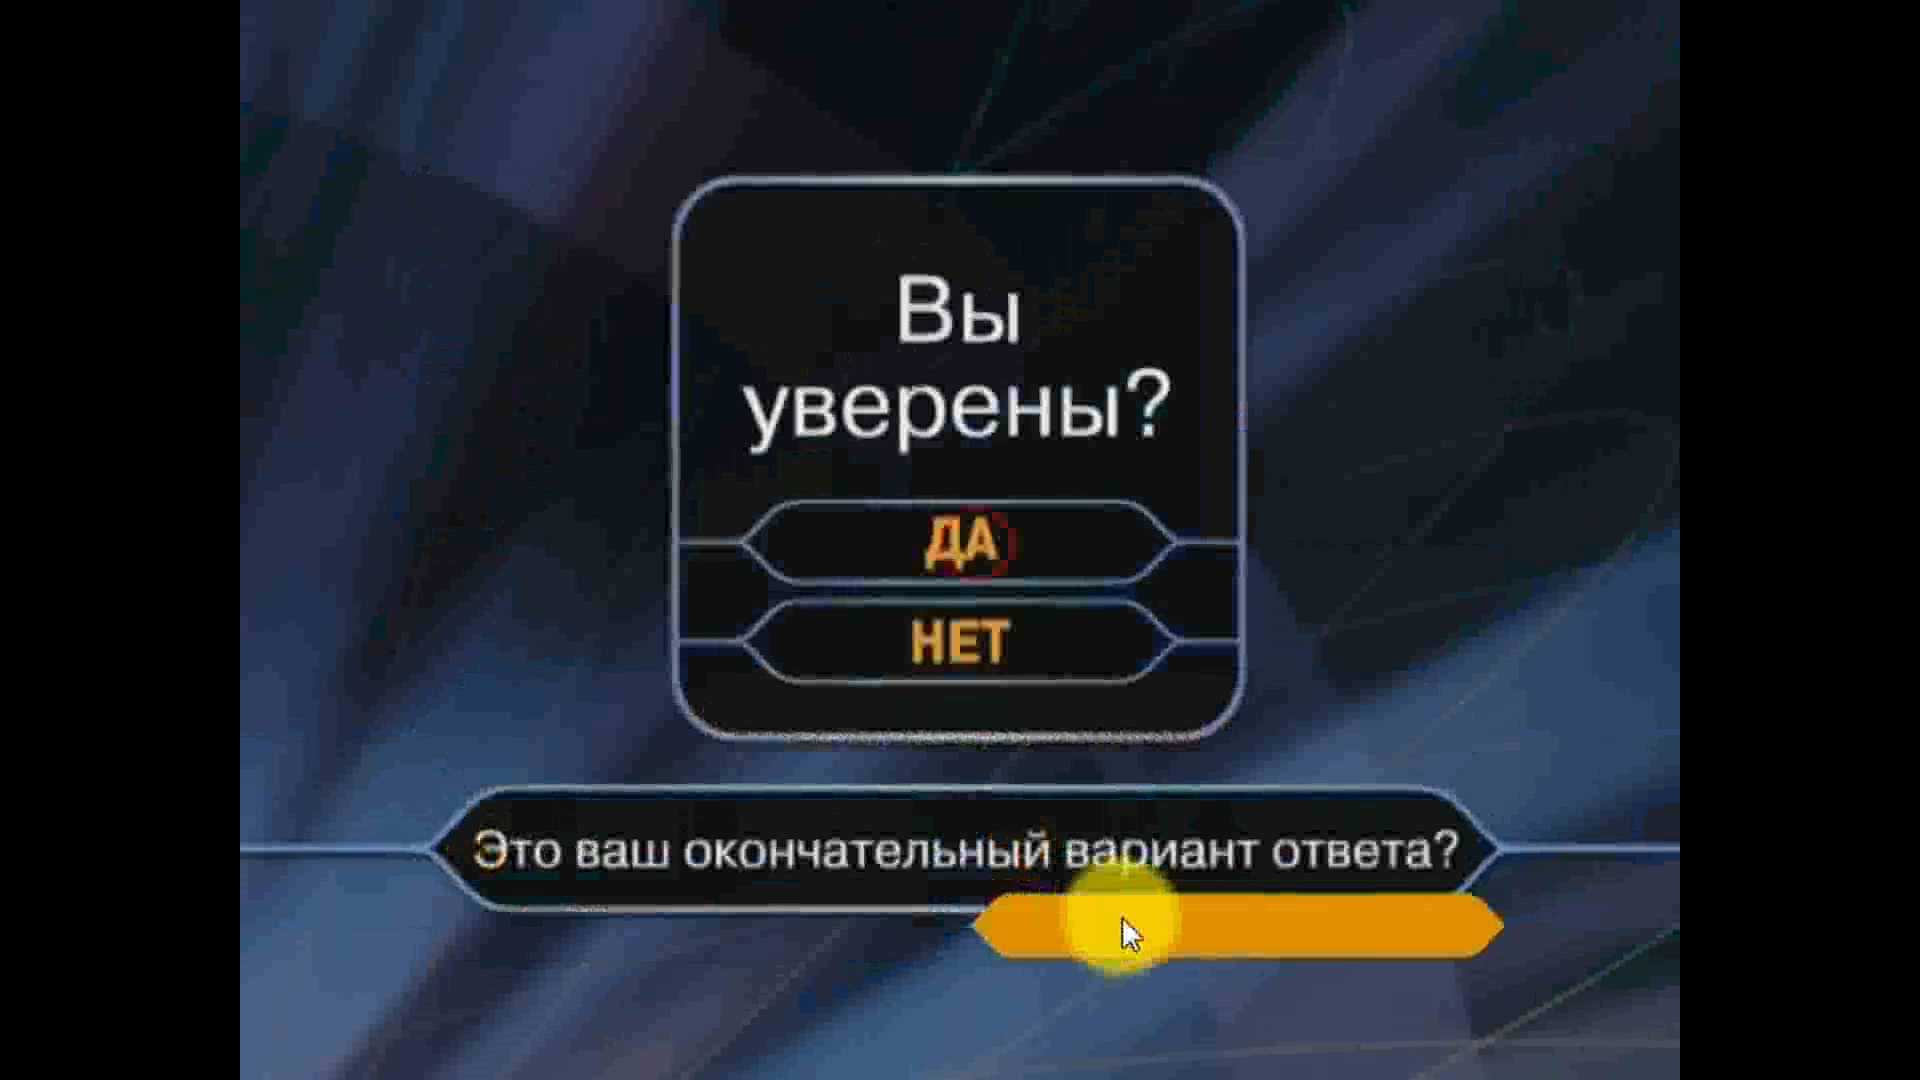 Вы
уверены?
ДА
НЕТ
Это ваш окончательный вариант ответа?